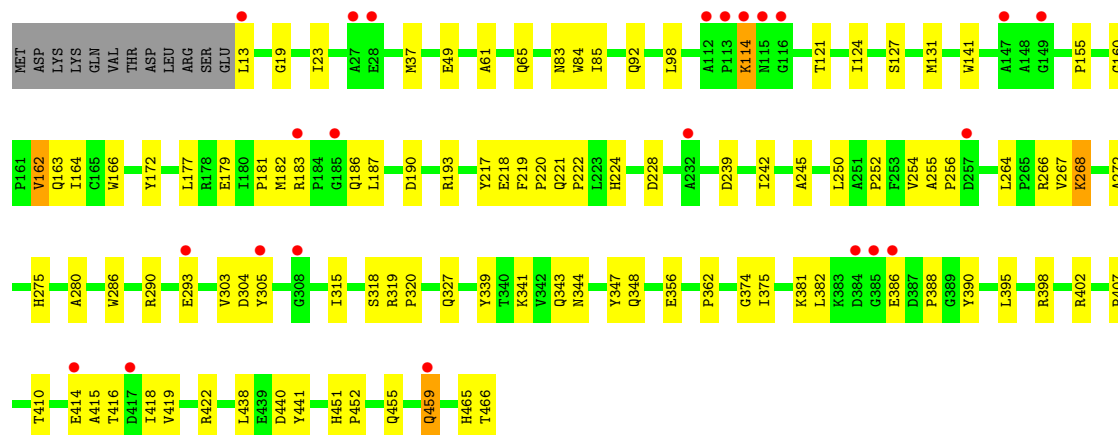 MET ASP LYS LYS GLN VAL THR ASP LEU ARG SER GLU L13 G19 I23 A27 E28 M37 E49 A61 Q65 N83 W84 I85 Q92 L98 A112 P113 K114 N115 G116 T121 I124 S127 M131 W141 A147 A148 G149 P155
P161 V162 Q163 I164 C165 W166 Y172 L177 R178 E179 I180 P181 M182 R183 P184 G185 Q186 L187 D190 R193 Y217 E218 F219 P220 Q221 P222 L223 H224 D228 A232 D239 I242 A245 L250 A251 P252 F253 V254 A255 P256 D257 L264 P265 R266 V267 K268
H275 A280 W286 R290 E293 V303 D304 Y305 G308 I315 S318 R319 P320 Q327 Y339 T340 K341 V342 Q343 N344 Y347 Q348 E356 P362 G374 I375 K381 L382 K383 D384 G385 E386 D387 P388 G389 Y390 L395 R398 R402
T410 E414 A415 T416 D417 I418 V419 R422 L438 E439 D440 Y441 H451 P452 Q455 Q459 H465 T466